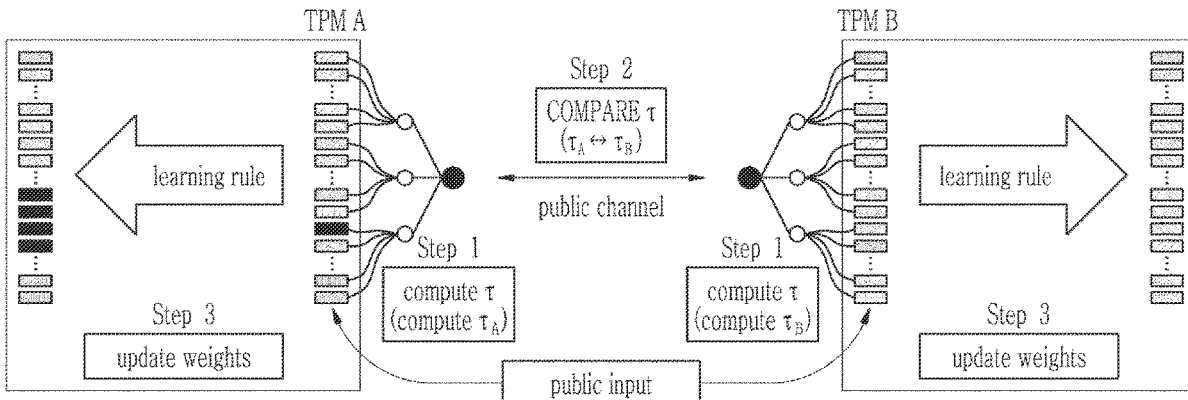 TPM A
TPM B
Step 2
COMPARE τ
(τA ↔ τB)
learning rule
public channel
learning rule
Step 1
compute τ
(compute τA)
Step 1
compute τ
(compute τB)
Step 3
update weights
Step 3
update weights
public input